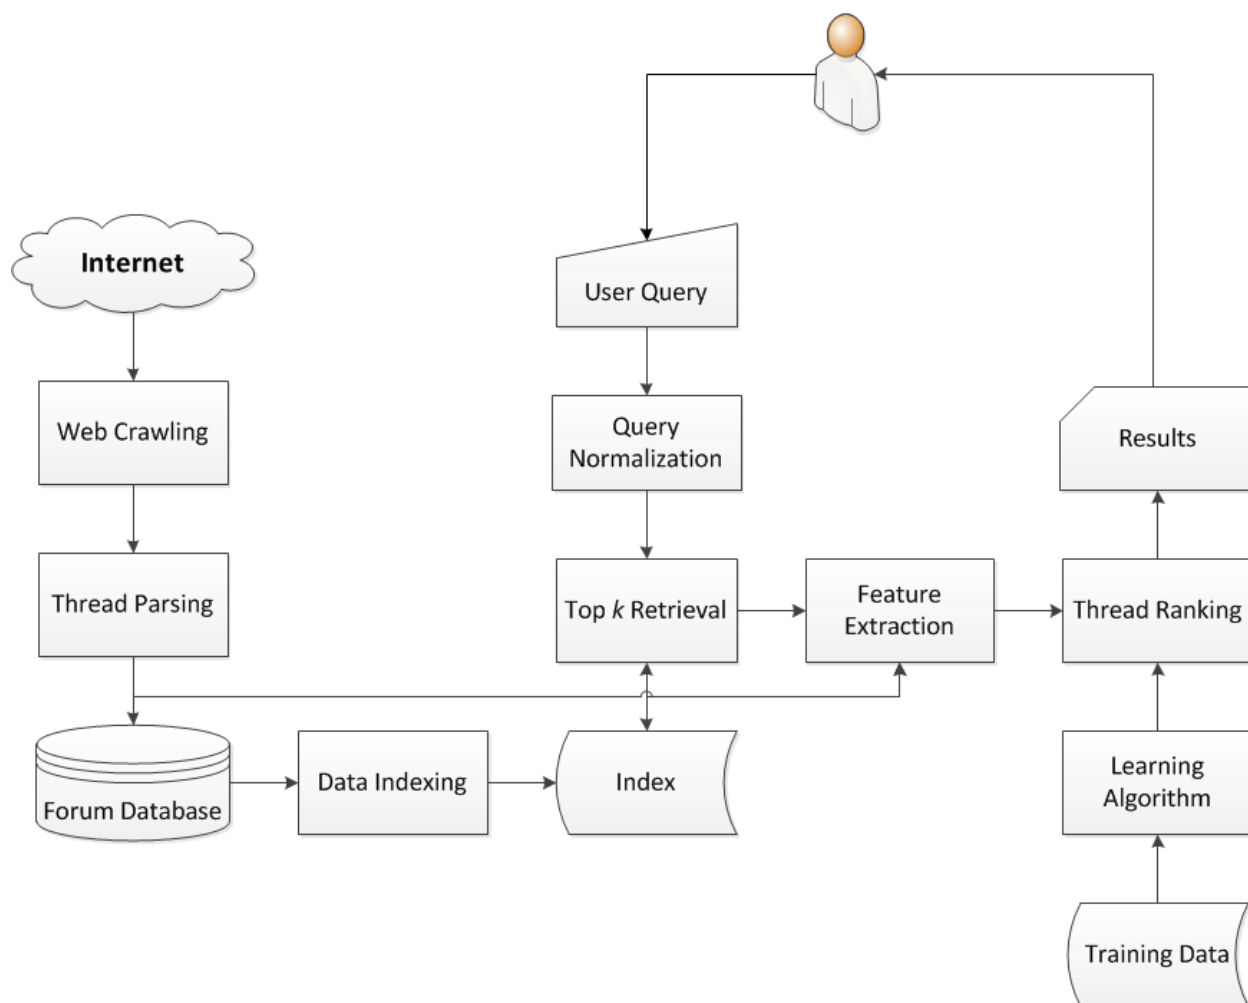 Internet
User Query
Web Crawling
Query
Normalization
Results
Thread Parsing
Top k Retrieval
Feature
Extraction
Thread Ranking
Forum Database
Data Indexing
Index
Learning
Algorithm
Training Data